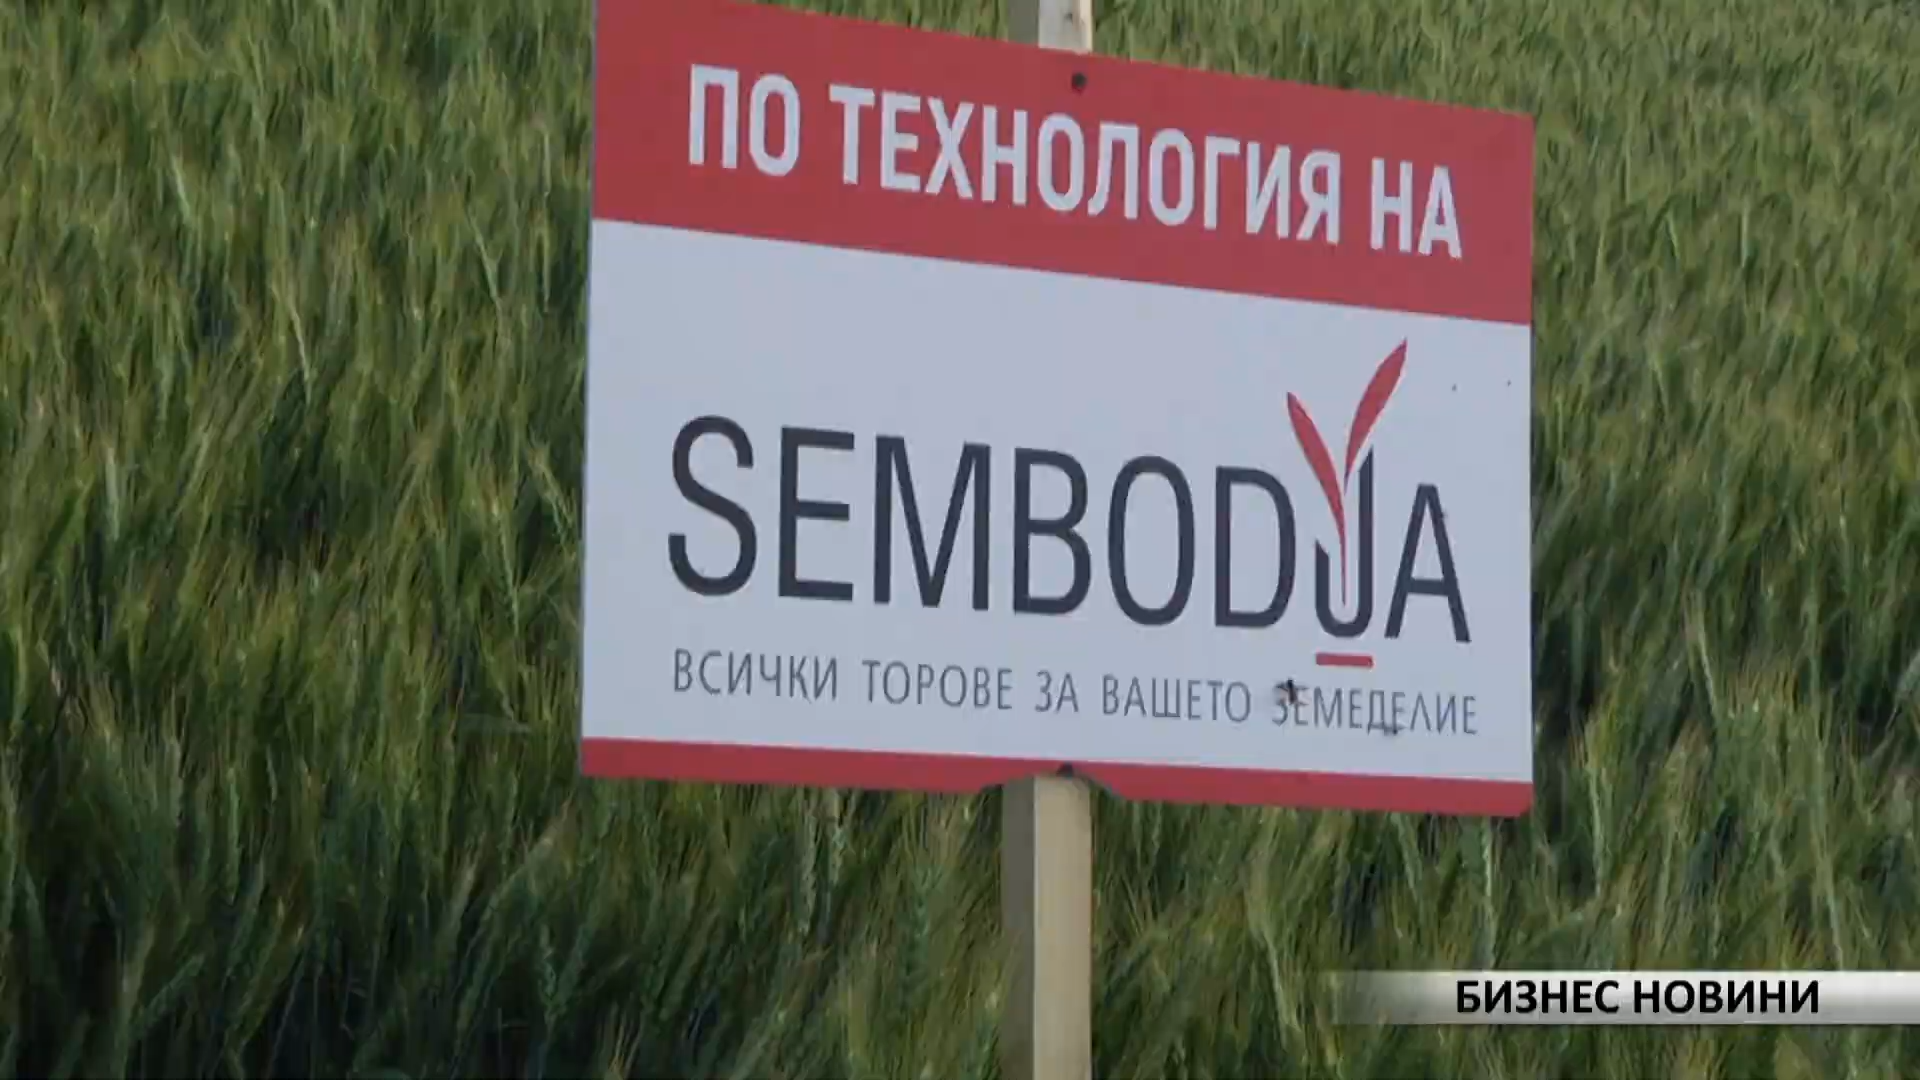 ПО ТЕХНОЛОГИЯ НА
SEMBODJA
ВСИЧКИ ТОРОВЕ ЗА ВАШЕТО ЗЕМЕДЕЛИЕ
БИЗНЕС НОВИНИ